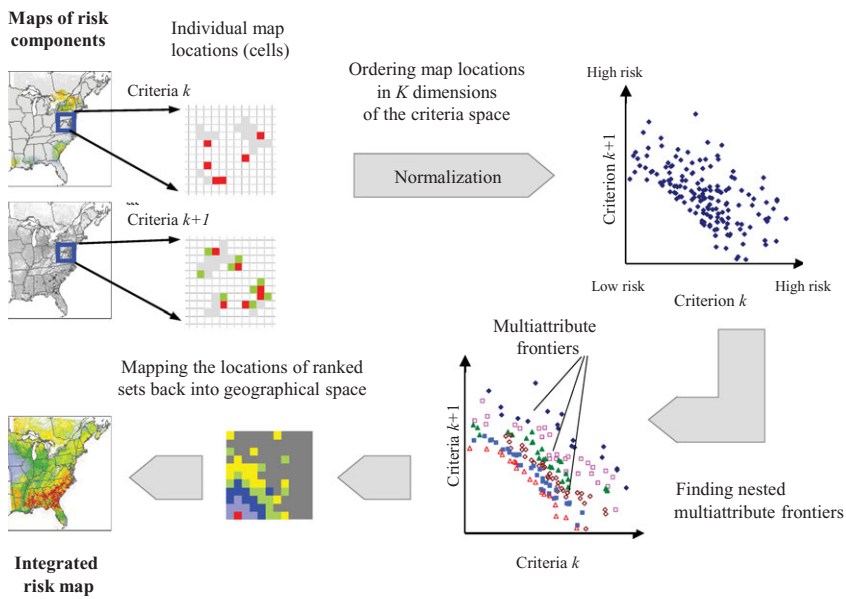 Maps of risk
components
Individual map
locations (cells)
Criteria k
Criteria k+1
Ordering map locations
in K dimensions
of the criteria space
Normalization
High risk
Criterion k+1
Low risk
High risk
Criterion k
Multiattribute
frontiers
Criteria k+1
Criteria k
Finding nested
multiattribute frontiers
Mapping the locations of ranked
sets back into geographical space
Integrated
risk map